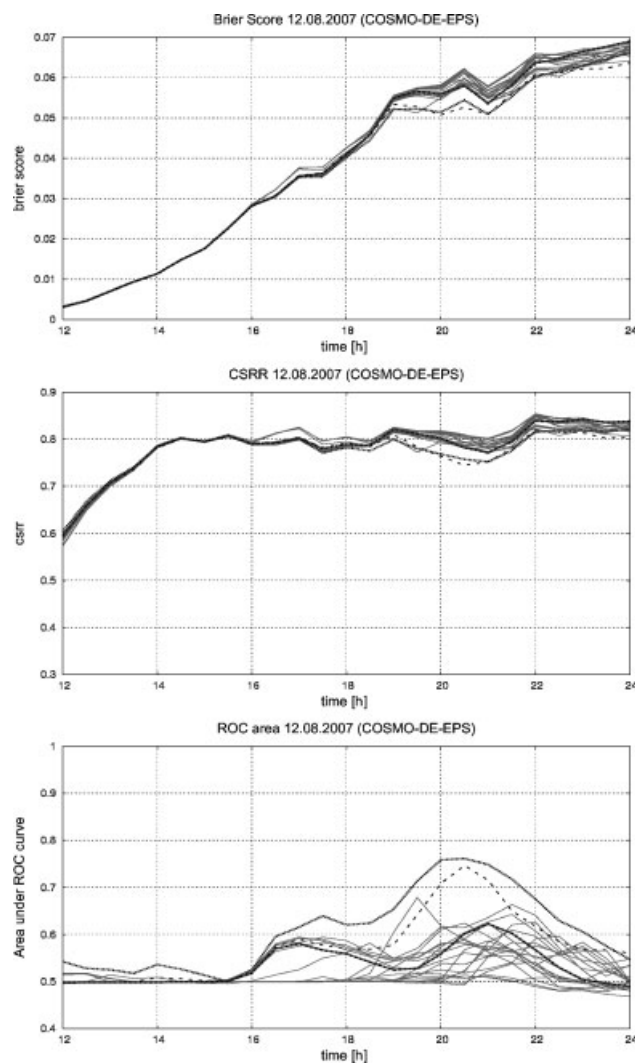 Brier Score 12.08.2007 (COSMO-DE-EPS)
0.07
0.06
0.05
0.04
0.03
0.02
0.01
0
brier score
12 14 16 18 20 22 24
time [h]
CSRR 12.08.2007 (COSMO-DE-EPS)
0.9
0.8
0.7
0.6
0.5
0.4
0.3
csrr
12 14 16 18 20 22 24
time [h]
ROC area 12.08.2007 (COSMO-DE-EPS)
1
0.9
0.8
0.7
0.6
0.5
0.4
Area under ROC curve
12 14 16 18 20 22 24
time [h]